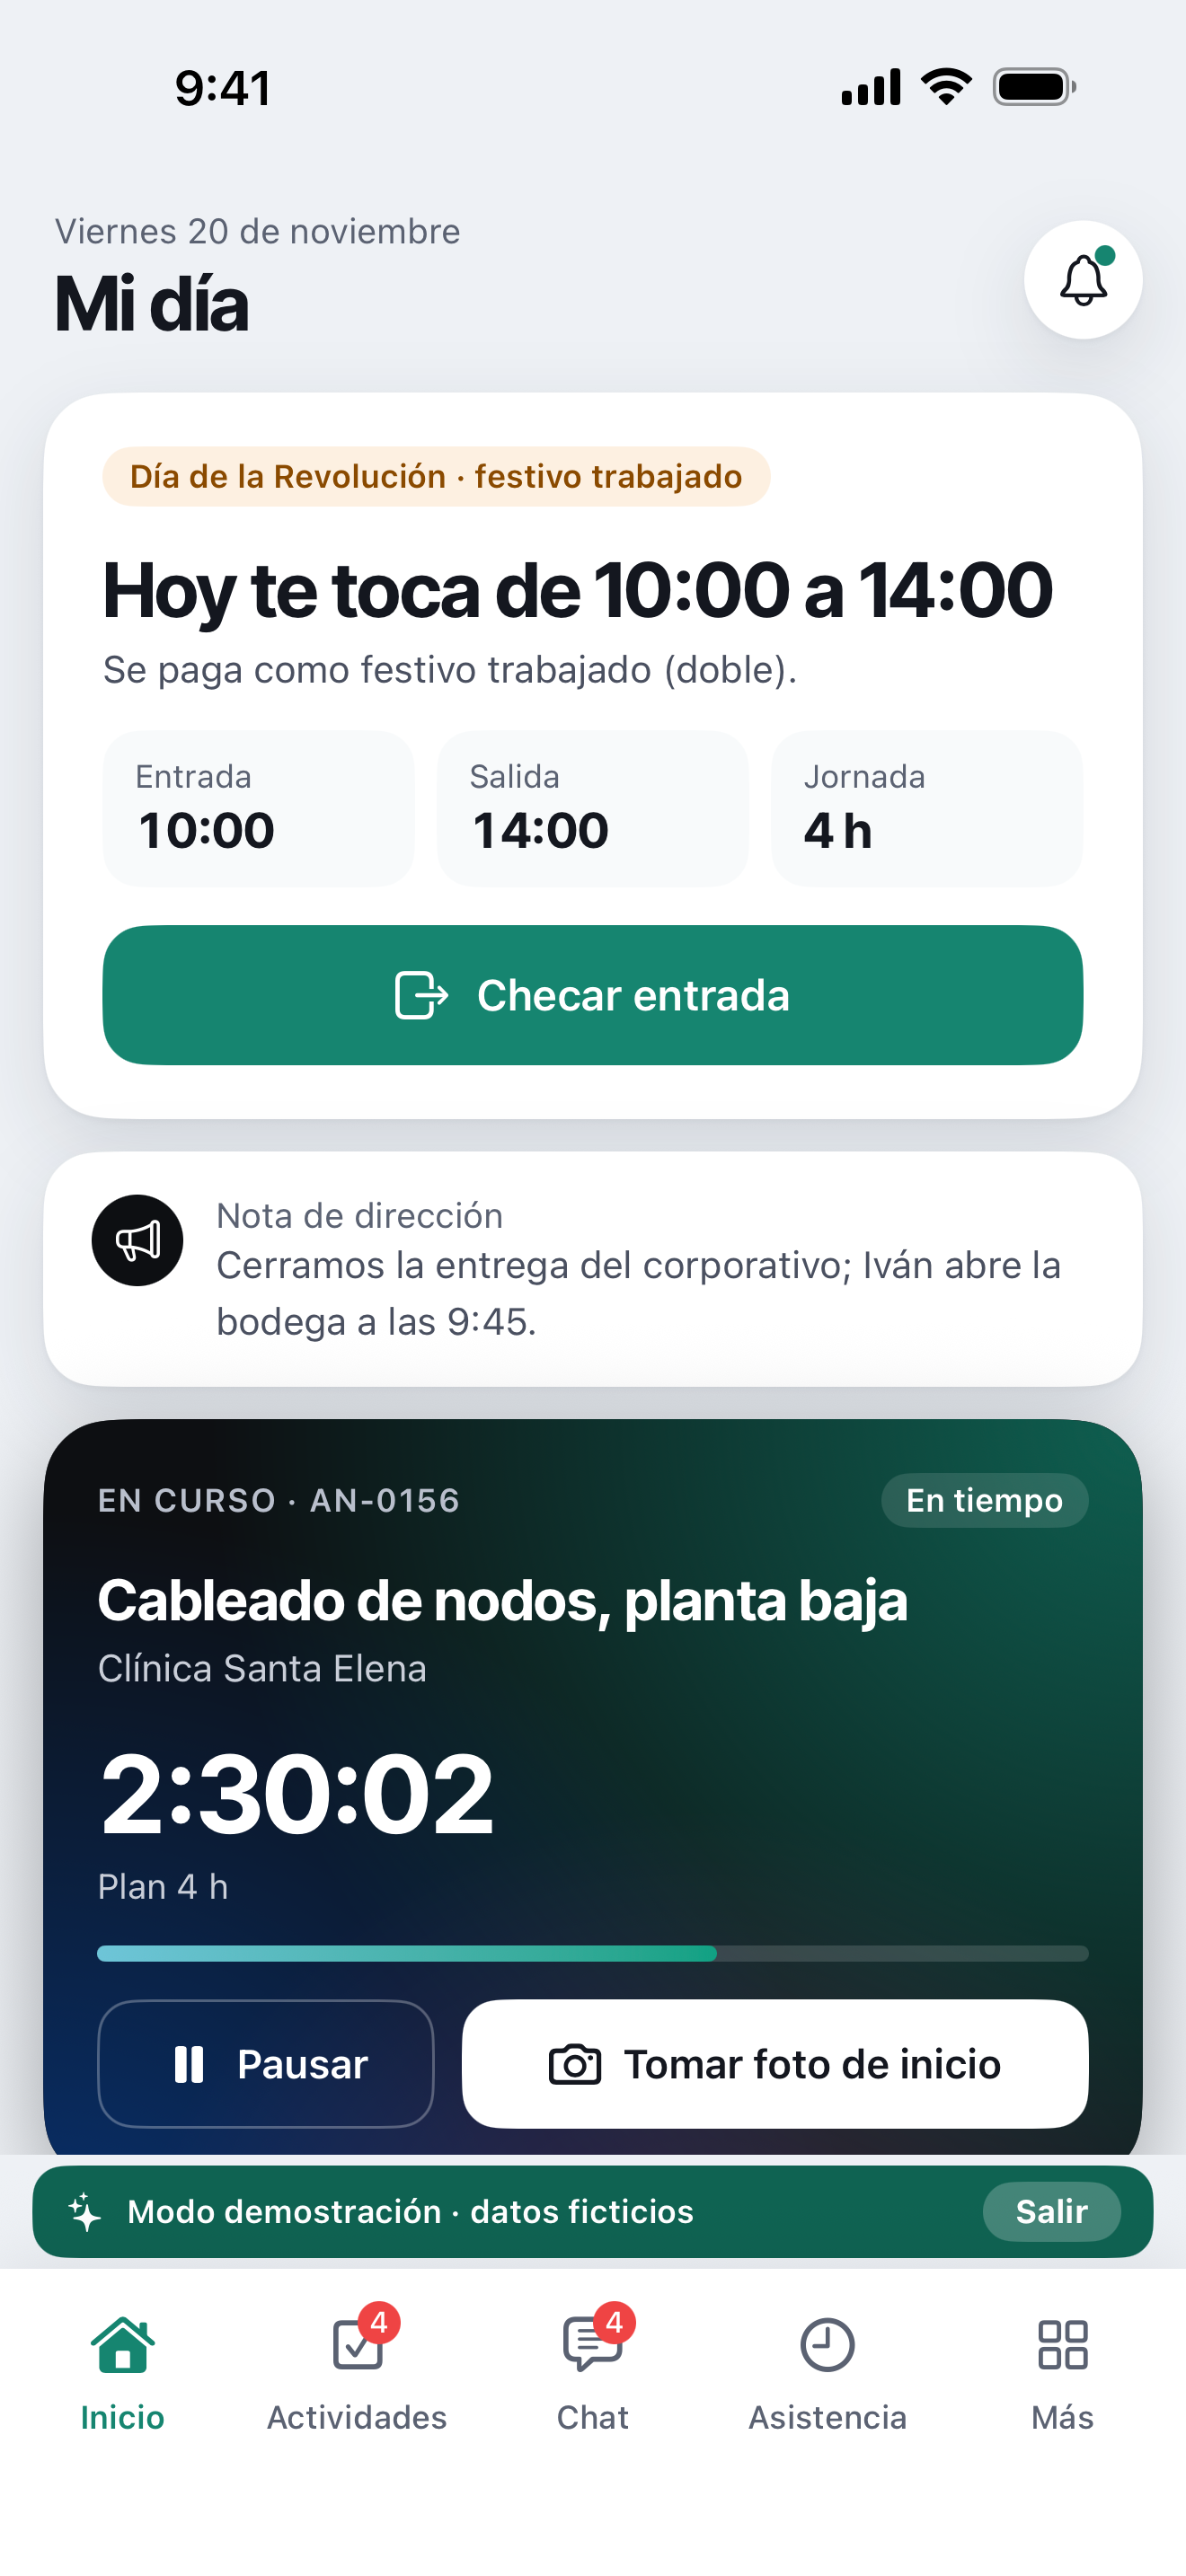 9:41
Viernes 20 de noviembre
Mi día
Día de la Revolución · festivo trabajado
Hoy te toca de 10:00 a 14:00
Se paga como festivo trabajado (doble).
Entrada
10:00
Salida
14:00
Jornada
4 h
Checar entrada
Nota de dirección
Cerramos la entrega del corporativo; Iván abre la
bodega a las 9:45.
EN CURSO · AN-0156
En tiempo
Cableado de nodos, planta baja
Clínica Santa Elena
2:30:02
Plan 4 h
Pausar
Tomar foto de inicio
Modo demostración · datos ficticios
Salir
Inicio
4
Actividades
4
Chat
Asistencia
Más